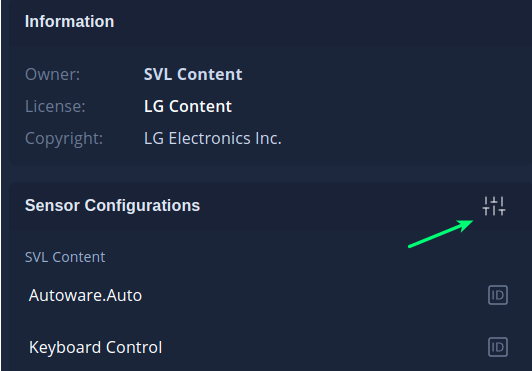 Information
Owner: SVL Content
License: LG Content
Copyright: LG Electronics Inc.
Sensor Configurations
SVL Content
Autoware.Auto ID
Keyboard Control ID